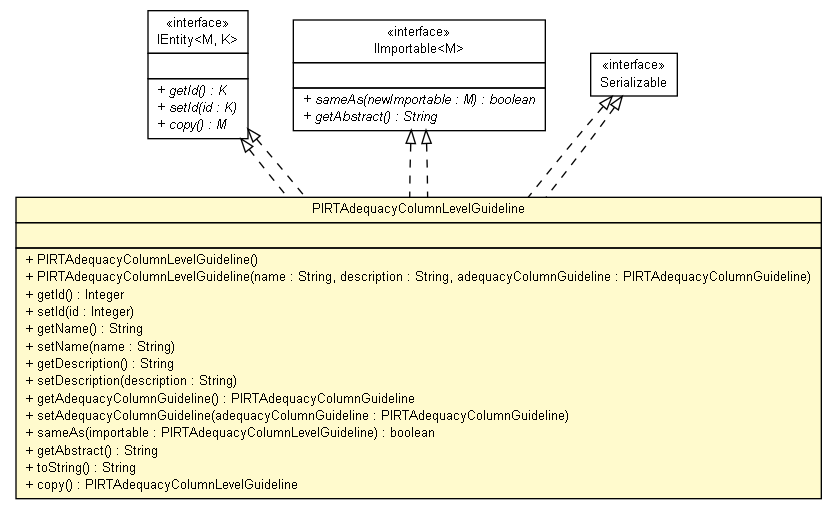 «interface»
IEntity<M, K>
+ getId() : K
+ setId(id : K)
+ copy() : M
«interface»
IImportable<M>
+ sameAs(newImportable : M) : boolean
+ getAbstract() : String
«interface»
Serializable
PIRTAdequacyColumnLevelGuideline
+ PIRTAdequacyColumnLevelGuideline()
+ PIRTAdequacyColumnLevelGuideline(name : String, description : String, adequacyColumnGuideline : PIRTAdequacyColumnGuideline)
+ getId() : Integer
+ setId(id : Integer)
+ getName() : String
+ setName(name : String)
+ getDescription() : String
+ setDescription(description : String)
+ getAdequacyColumnGuideline() : PIRTAdequacyColumnGuideline
+ setAdequacyColumnGuideline(adequacyColumnGuideline : PIRTAdequacyColumnGuideline)
+ sameAs(importable : PIRTAdequacyColumnLevelGuideline) : boolean
+ getAbstract() : String
+ toString() : String
+ copy() : PIRTAdequacyColumnLevelGuideline